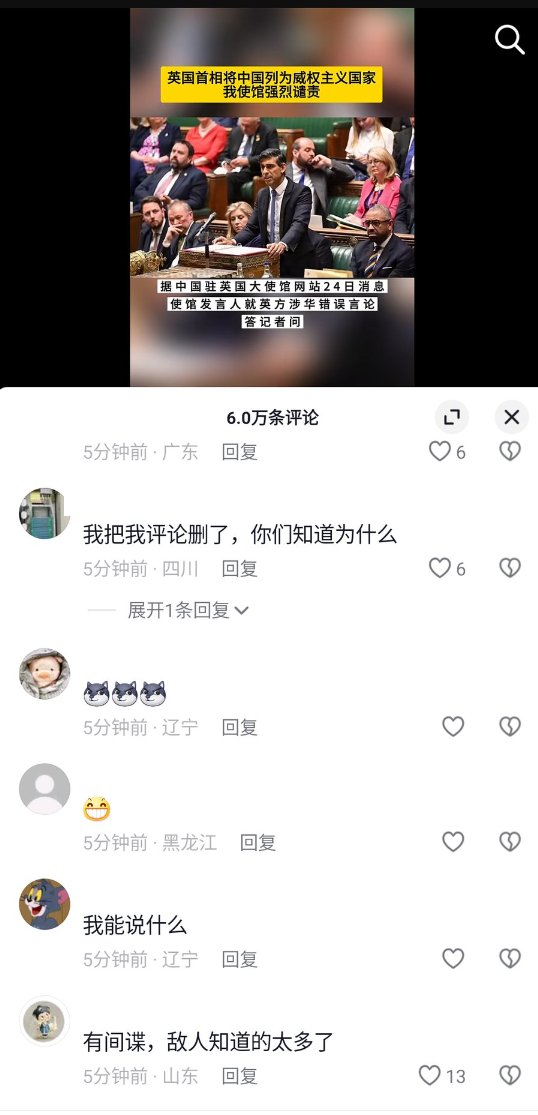 英国首相将中国列为威权主义国家
我使馆强烈谴责
据中国驻英国大使馆网站24日消息
使馆发言人就英方涉华错误言论
答记者问
6.0万条评论
5分钟前 · 广东 回复 6
我把我评论删了，你们知道为什么
5分钟前 · 四川 回复 6
展开1条回复
5分钟前 · 辽宁 回复
5分钟前 · 黑龙江 回复
我能说什么
5分钟前 · 辽宁 回复
有间谍，敌人知道的太多了
5分钟前 · 山东 回复 13